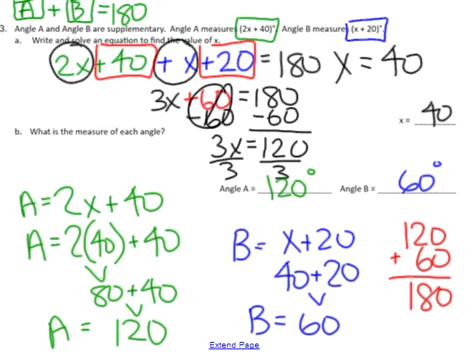 A + B = 180
3. Angle A and Angle B are supplementary. Angle A measures (2x + 40)°. Angle B measures (x + 20)°.
a. Write and solve an equation to find the value of x.
2x + 40 + x + 20 = 180 x = 40
3x + 60 = 180
- 60 - 60
x = 40
3x = 120
3 3
b. What is the measure of each angle?
Angle A = 120° Angle B = 60°
A = 2x + 40
A = 2(40) + 40
80 + 40
A = 120
B = x + 20
40 + 20
B = 60
120
+ 60
180
Extend Page